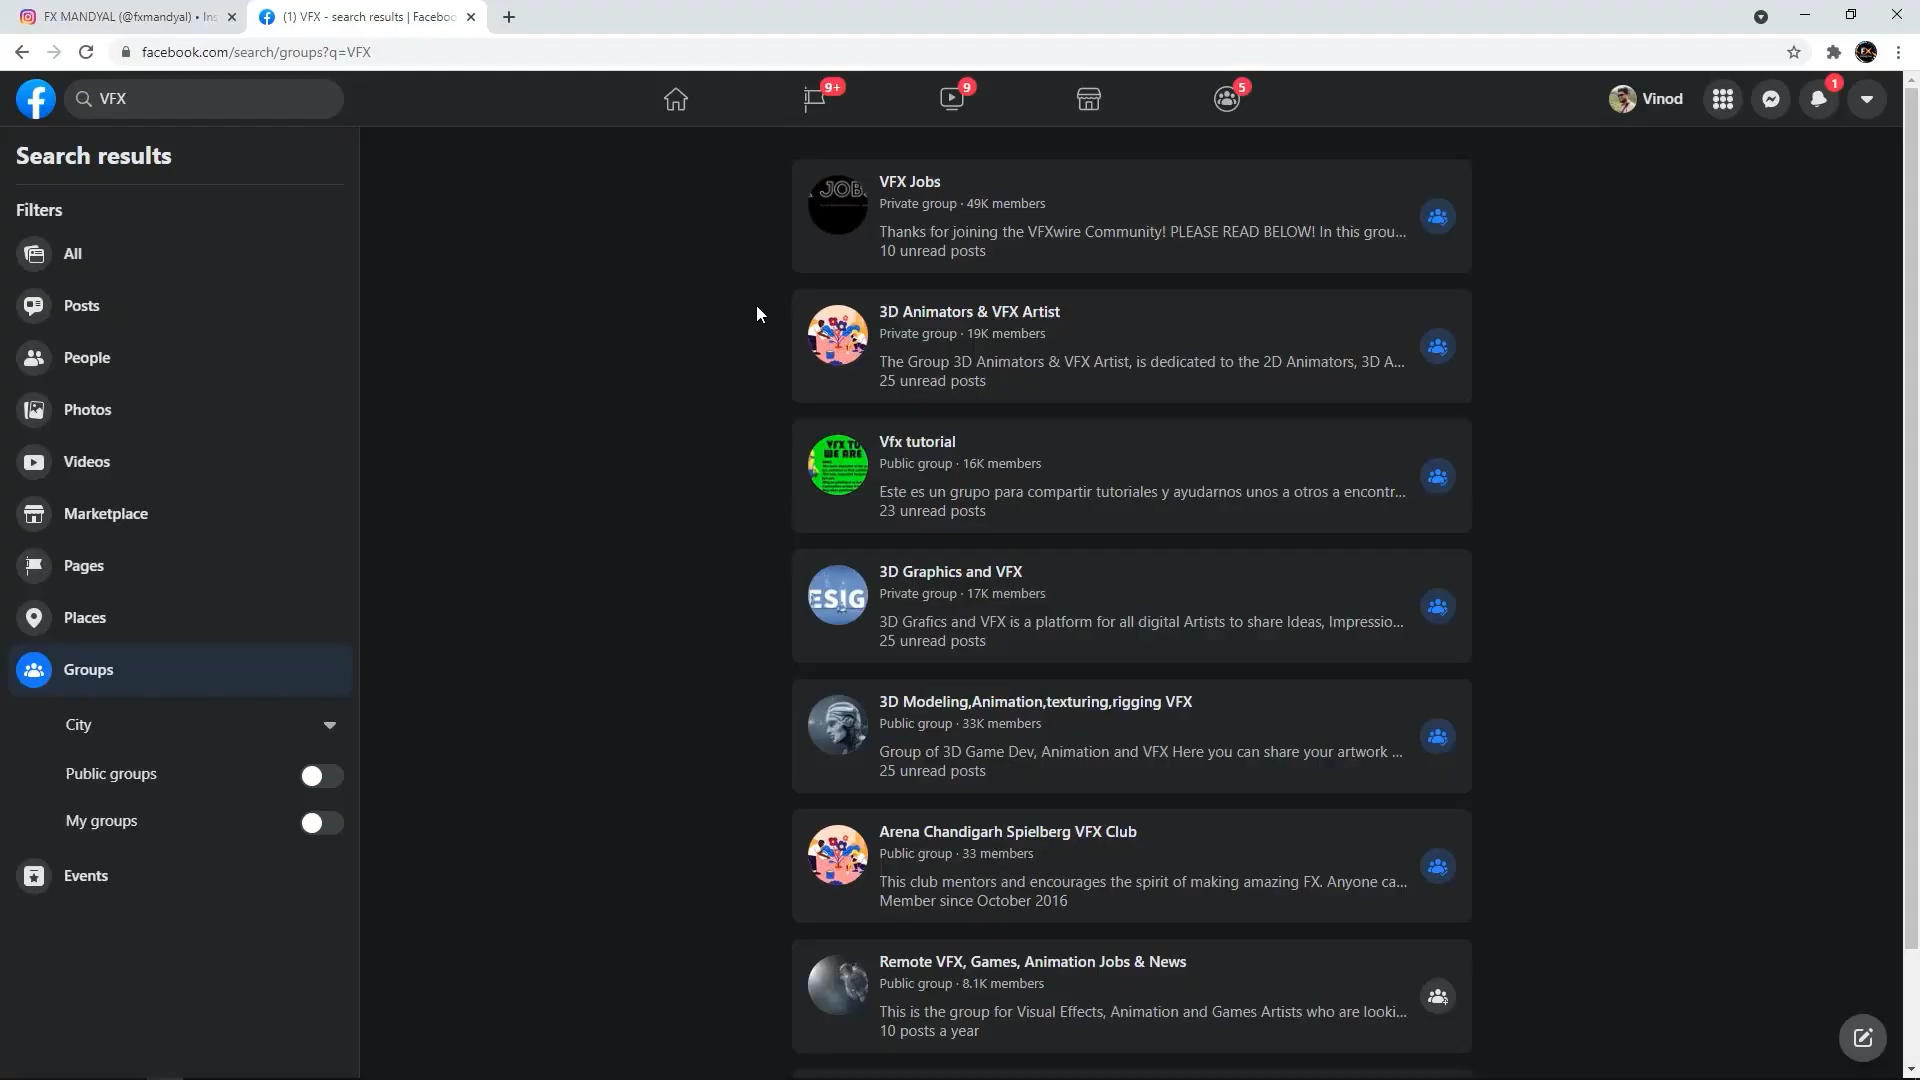 FX MANDYAL (@fxmandyal) • Ins
(1) VFX - search results | Faceboo
facebook.com/search/groups?q=VFX
VFX
9+
9
5
Vinod
1
Search results
Filters
All
Posts
People
Photos
Videos
Marketplace
Pages
Places
Groups
City
Public groups
My groups
Events
JOB
VFX Jobs
Private group · 49K members
Thanks for joining the VFXwire Community! PLEASE READ BELOW! In this grou...
10 unread posts
3D Animators & VFX Artist
Private group · 19K members
The Group 3D Animators & VFX Artist, is dedicated to the 2D Animators, 3D A...
25 unread posts
VFX TU
WE ARE
Vfx tutorial
Public group · 16K members
Este es un grupo para compartir tutoriales y ayudarnos unos a otros a encontr...
23 unread posts
ESIG
3D Graphics and VFX
Private group · 17K members
3D Grafics and VFX is a platform for all digital Artists to share Ideas, Impressio...
25 unread posts
3D Modeling,Animation,texturing,rigging VFX
Public group · 33K members
Group of 3D Game Dev, Animation and VFX Here you can share your artwork ...
25 unread posts
Arena Chandigarh Spielberg VFX Club
Public group · 33 members
This club mentors and encourages the spirit of making amazing FX. Anyone ca...
Member since October 2016
Remote VFX, Games, Animation Jobs & News
Public group · 8.1K members
This is the group for Visual Effects, Animation and Games Artists who are looki...
10 posts a year